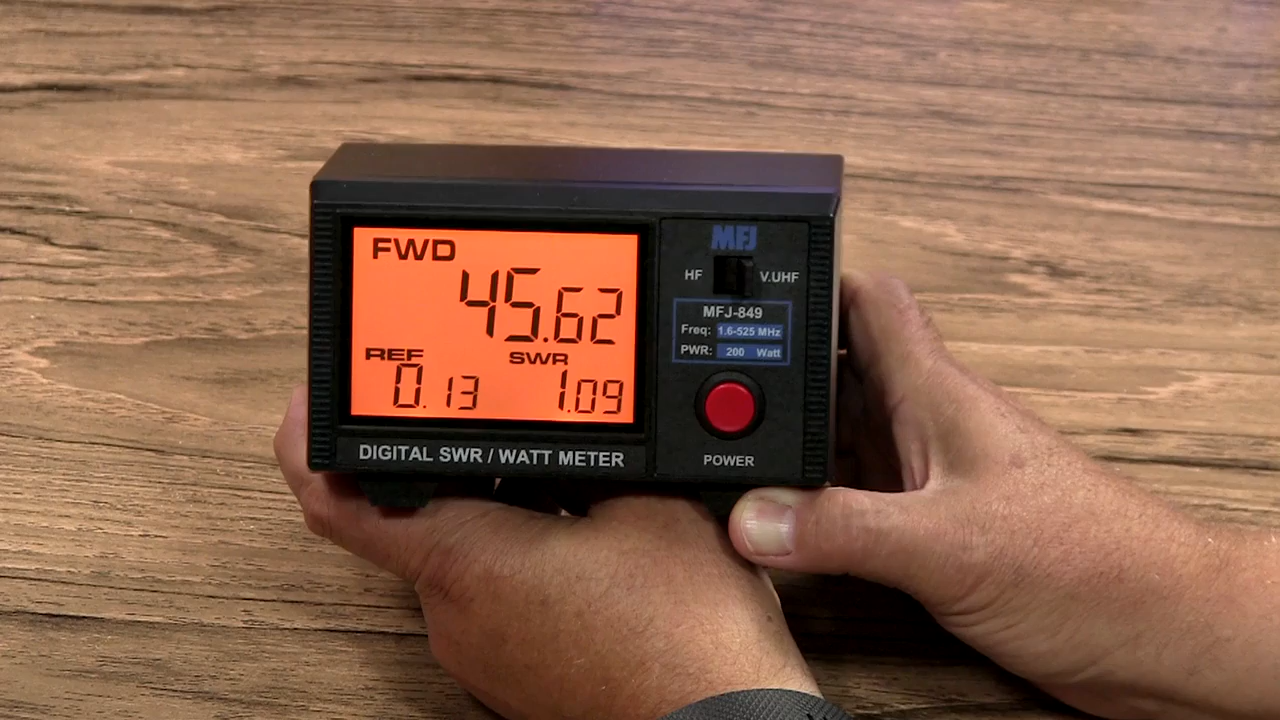 FWD
45.62
REF
SWR
0.13
1.09
DIGITAL SWR / WATT METER
MFJ
HF
V.UHF
MFJ-849
Freq: 1.6-525 MHz
PWR: 200 Watt
POWER